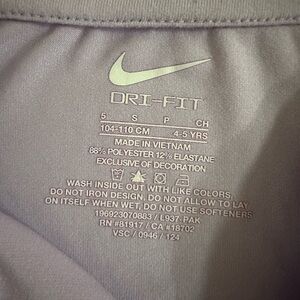 DRI-FIT
5 S P CH
104-110 CM 4-5 YRS
MADE IN VIETNAM
88% POLYESTER 12% ELASTANE
EXCLUSIVE OF DECORATION
WASH INSIDE OUT WITH LIKE COLORS,
DO NOT IRON DESIGN. DO NOT ALLOW TO LAY
ON ITSELF WHEN WET, DO NOT USE SOFTENERS
196923070883 / L937-PAK
RN #81917 / CA #18702
VSC / 0946 / 124